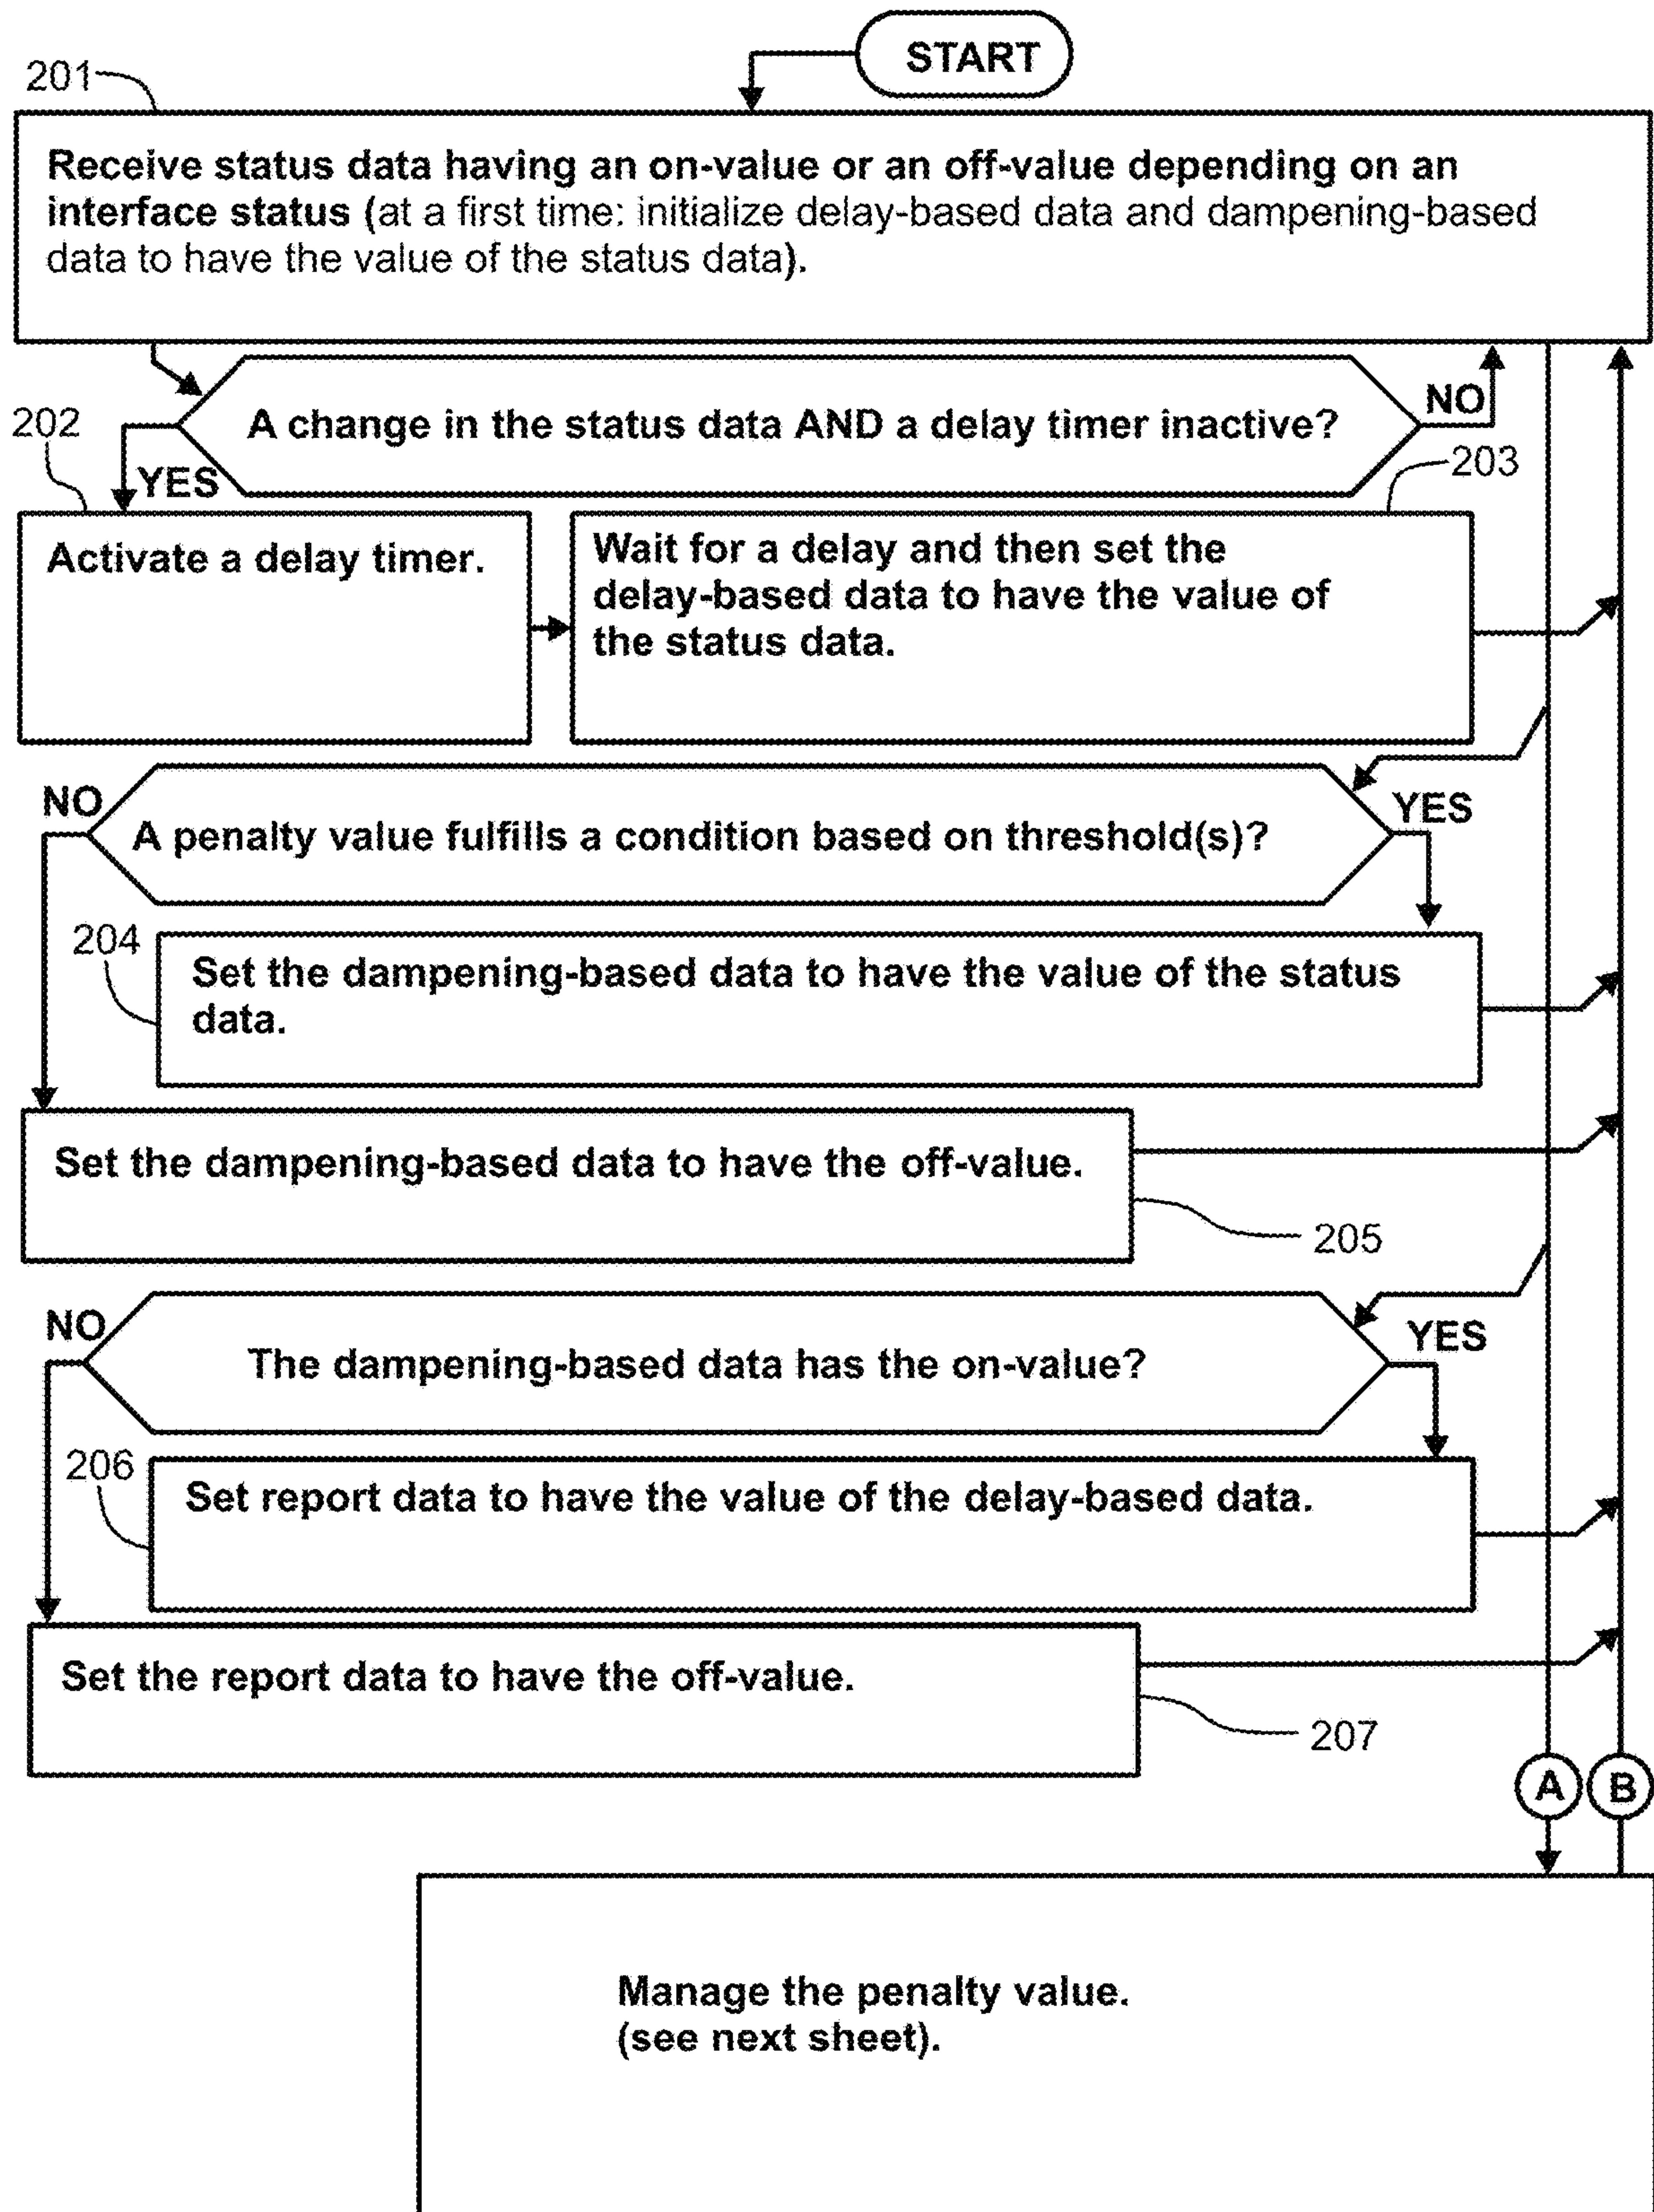 START
201
Receive status data having an on-value or an off-value depending on an
interface status (at a first time: initialize delay-based data and dampening-based
data to have the value of the status data).
A change in the status data AND a delay timer inactive?
NO
202
YES
203
Activate a delay timer.
Wait for a delay and then set the
delay-based data to have the value of
the status data.
NO
YES
A penalty value fulfills a condition based on threshold(s)?
204
Set the dampening-based data to have the value of the status
data.
Set the dampening-based data to have the off-value.
205
NO
YES
The dampening-based data has the on-value?
206
Set report data to have the value of the delay-based data.
Set the report data to have the off-value.
207
A
B
Manage the penalty value.
(see next sheet).